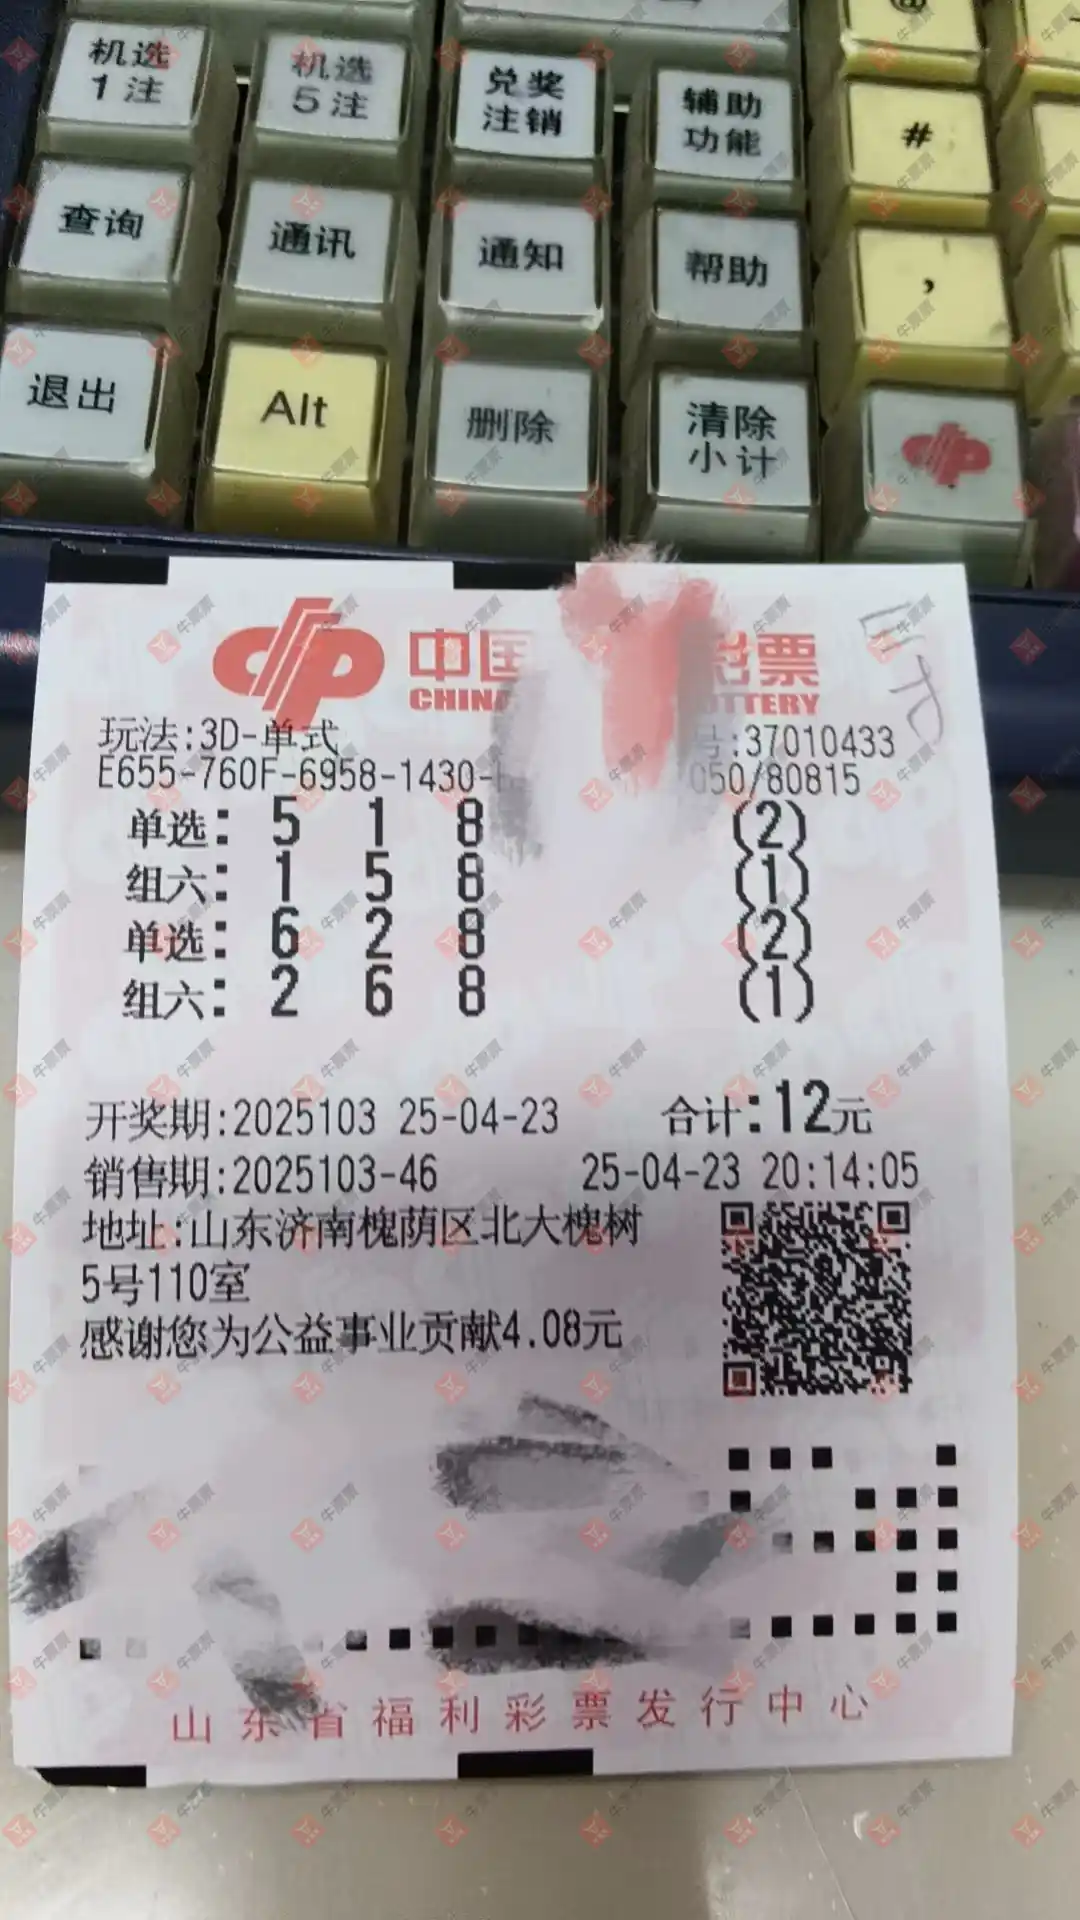 @
机选 1 注
机选 5 注
兑奖 注销
辅助 功能
#
查询
通讯
通知
帮助
,
退出
Alt
删除
清除 小计
中国 彩票
CHINA OTTERY
玩法:3D-单式 号:37010433
E655-760F-6958-1430- 050/80815
单选: 5 1 8 (2)
组六: 1 5 8 (1)
单选: 6 2 8 (2)
组六: 2 6 8 (1)
开奖期:2025103 25-04-23 合计:12元
销售期:2025103-46 25-04-23 20:14:05
地址:山东济南槐荫区北大槐树
5号110室
感谢您为公益事业贡献4.08元
山东省福利彩票发行中心
牛票票